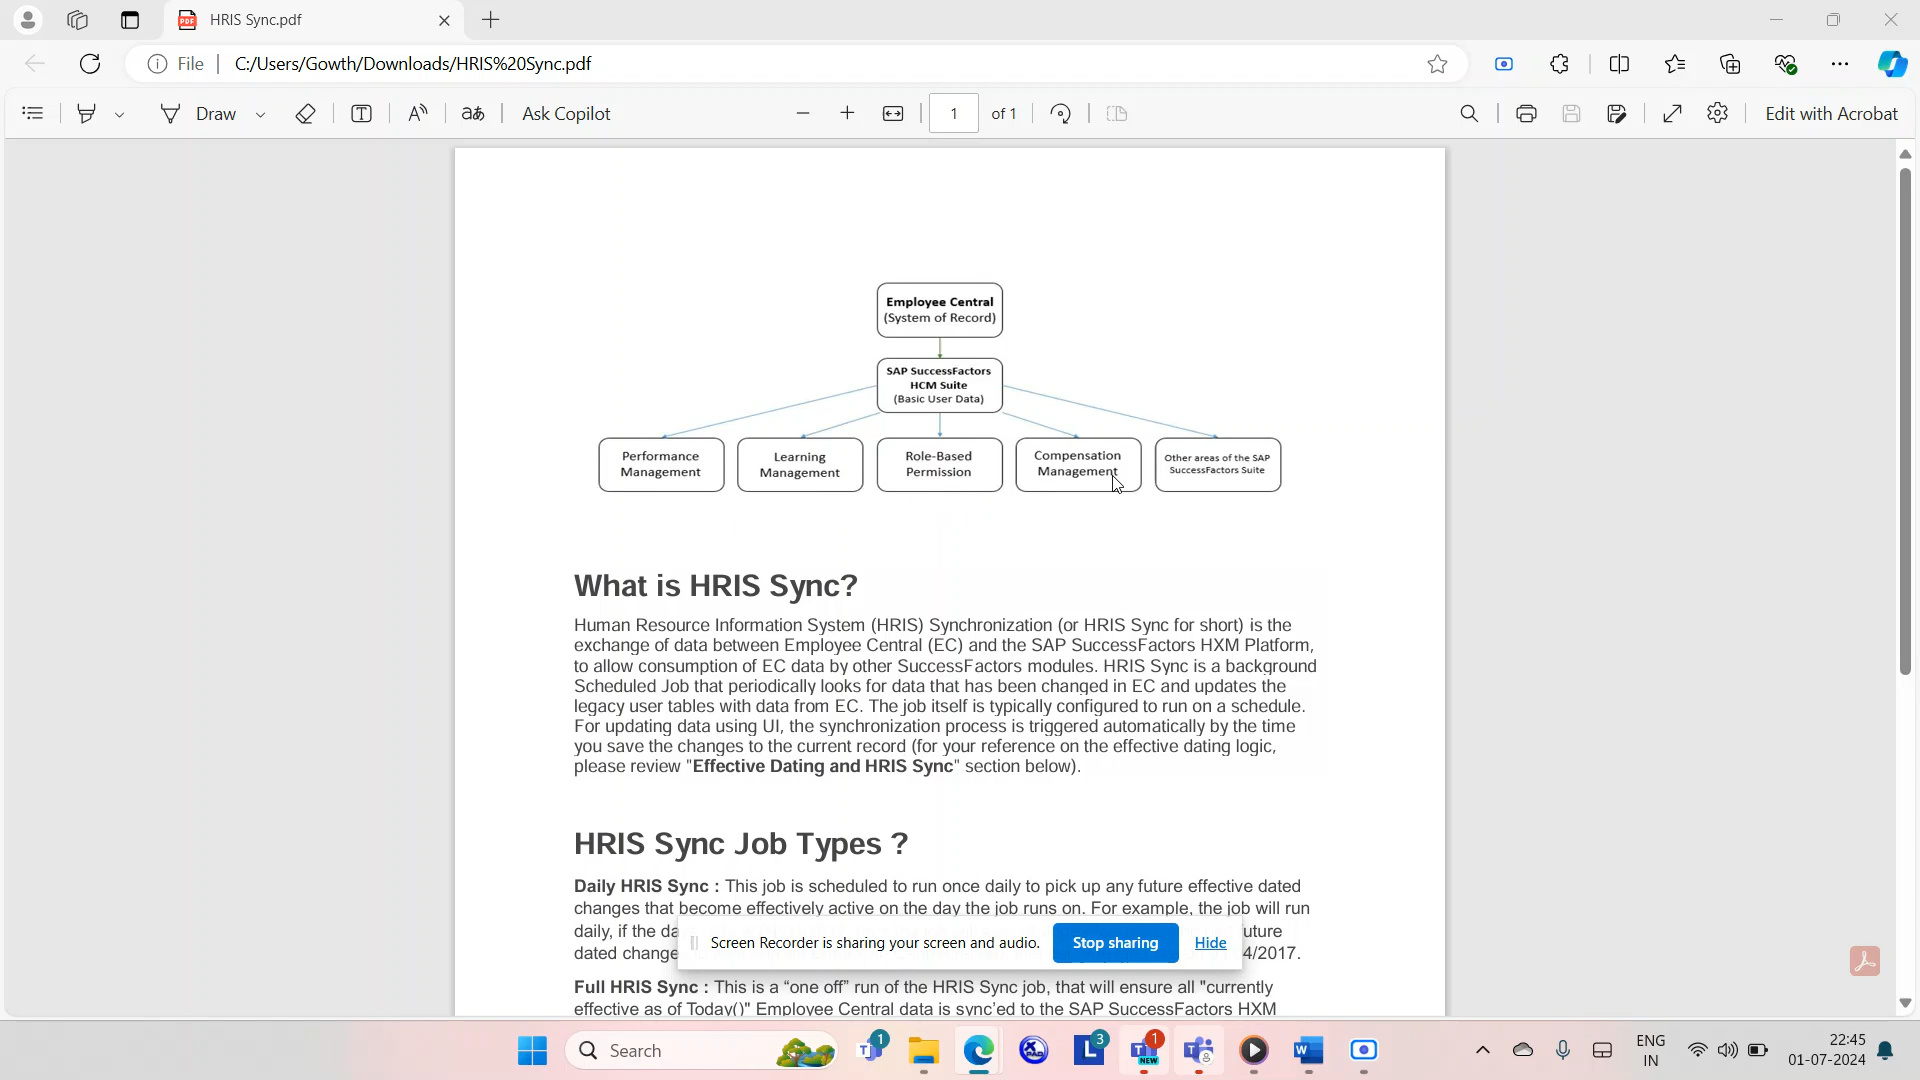 HRIS Sync.pdf
File
C:/Users/Gowth/Downloads/HRIS%20Sync.pdf
Draw
Ask Copilot
1 of 1
Edit with Acrobat
Employee Central
(System of Record)
SAP SuccessFactors
HCM Suite
(Basic User Data)
Performance
Management
Learning
Management
Role-Based
Permission
Compensation
Management
Other areas of the SAP
SuccessFactors Suite
What is HRIS Sync?
Human Resource Information System (HRIS) Synchronization (or HRIS Sync for short) is the
exchange of data between Employee Central (EC) and the SAP SuccessFactors HXM Platform,
to allow consumption of EC data by other SuccessFactors modules. HRIS Sync is a background
Scheduled Job that periodically looks for data that has been changed in EC and updates the
legacy user tables with data from EC. The job itself is typically configured to run on a schedule.
For updating data using UI, the synchronization process is triggered automatically by the time
you save the changes to the current record (for your reference on the effective dating logic,
please review "Effective Dating and HRIS Sync" section below).
HRIS Sync Job Types ?
Daily HRIS Sync : This job is scheduled to run once daily to pick up any future effective dated
changes that become effectively active on the day the job runs on. For example, the job will run
daily, if the da
uture
dated change
4/2017.
Screen Recorder is sharing your screen and audio.
Stop sharing
Hide
Full HRIS Sync : This is a “one off” run of the HRIS Sync job, that will ensure all "currently
effective as of Today()" Employee Central data is sync'ed to the SAP SuccessFactors HXM
Search
1
3
1
NEW
ENG
IN
22:45
01-07-2024